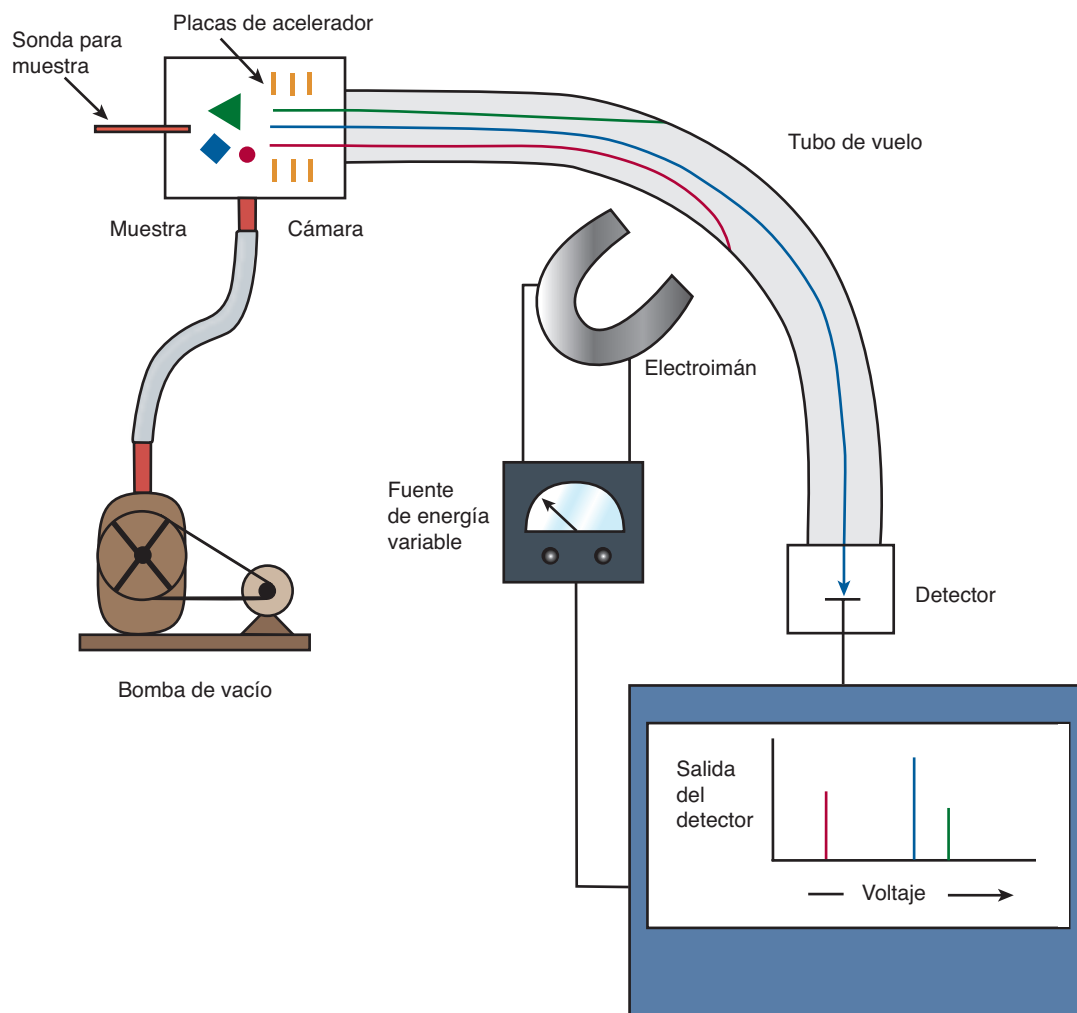 Placas de acelerador
Sonda para
muestra
Tubo de vuelo
Muestra
Cámara
Electroimán
Fuente
de energía
variable
Detector
Bomba de vacío
Salida
del
detector
Voltaje